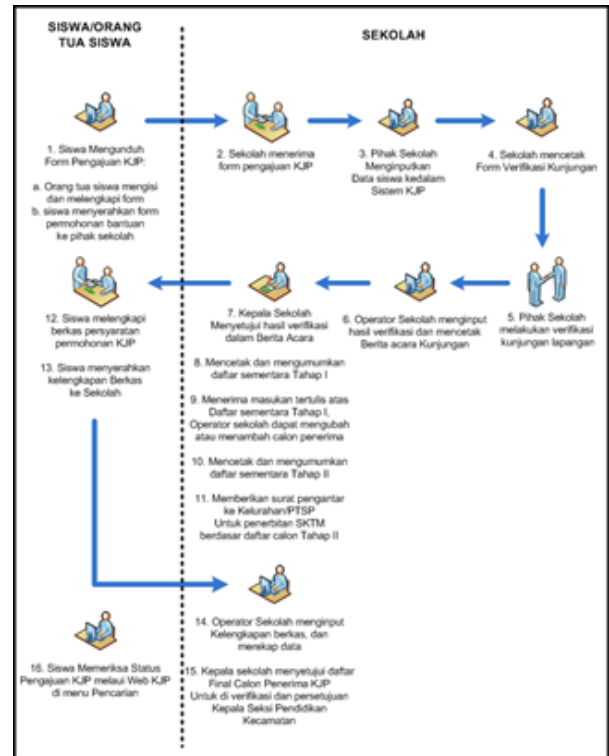 SISWA/ORANG
TUA SISWA
SEKOLAH
1. Siswa Mengunduh
Form Pengajuan KJP:
a. Orang tua siswa mengisi
dan melengkapi form
b. siswa menyerahkan form
permohonan bantuan
ke pihak sekolah
2. Sekolah menerima
form pengajuan KJP
3. Pihak Sekolah
Menginputkan
Data siswa kedalam
Sistem KJP
4. Sekolah mencetak
Form Verifikasi Kunjungan
5. Pihak Sekolah
melakukan verifikasi
kunjungan lapangan
6. Operator Sekolah menginput
hasil verifikasi dan mencetak
Berita acara Kunjungan
7. Kepala Sekolah
Menyetujui hasil verifikasi
dalam Berita Acara
8. Mencetak dan mengumumkan
daftar sementara Tahap I
9. Menerima masukan tertulis atas
Daftar sementara Tahap I,
Operator sekolah dapat mengubah
atau menambah calon penerima
10. Mencetak dan mengumumkan
daftar sementara Tahap II
11. Memberikan surat pengantar
ke Kelurahan/PTSP
Untuk penerbitan SKTM
berdasar daftar calon Tahap II
12. Siswa melengkapi
berkas persyaratan
permohonan KJP
13. Siswa menyerahkan
kelengkapan Berkas
ke Sekolah
14. Operator Sekolah menginput
Kelengkapan berkas, dan
merekap data
15. Kepala sekolah menyetujui daftar
Final Calon Penerima KJP
Untuk di verifikasi dan persetujuan
Kepala Seksi Pendidikan
Kecamatan
16. Siswa Memeriksa Status
Pengajuan KJP melaui Web KJP
di menu Pencarian